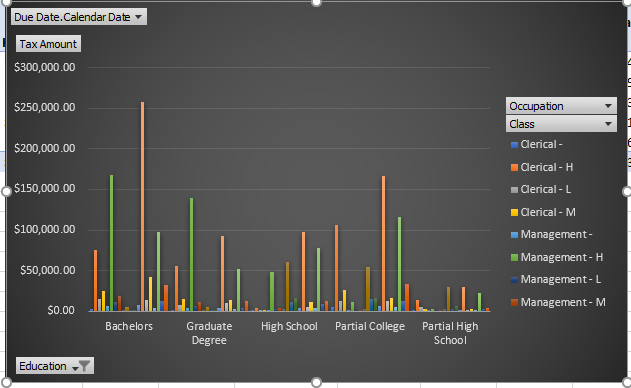 Due Date.Calendar Date
Tax Amount
$300,000.00
$250,000.00
$200,000.00
$150,000.00
$100,000.00
$50,000.00
$0.00
Bachelors
Graduate
Degree
High School
Partial College
Partial High
School
Occupation
Class
Clerical -
Clerical - H
Clerical - L
Clerical - M
Management -
Management - H
Management - L
Management - M
Education